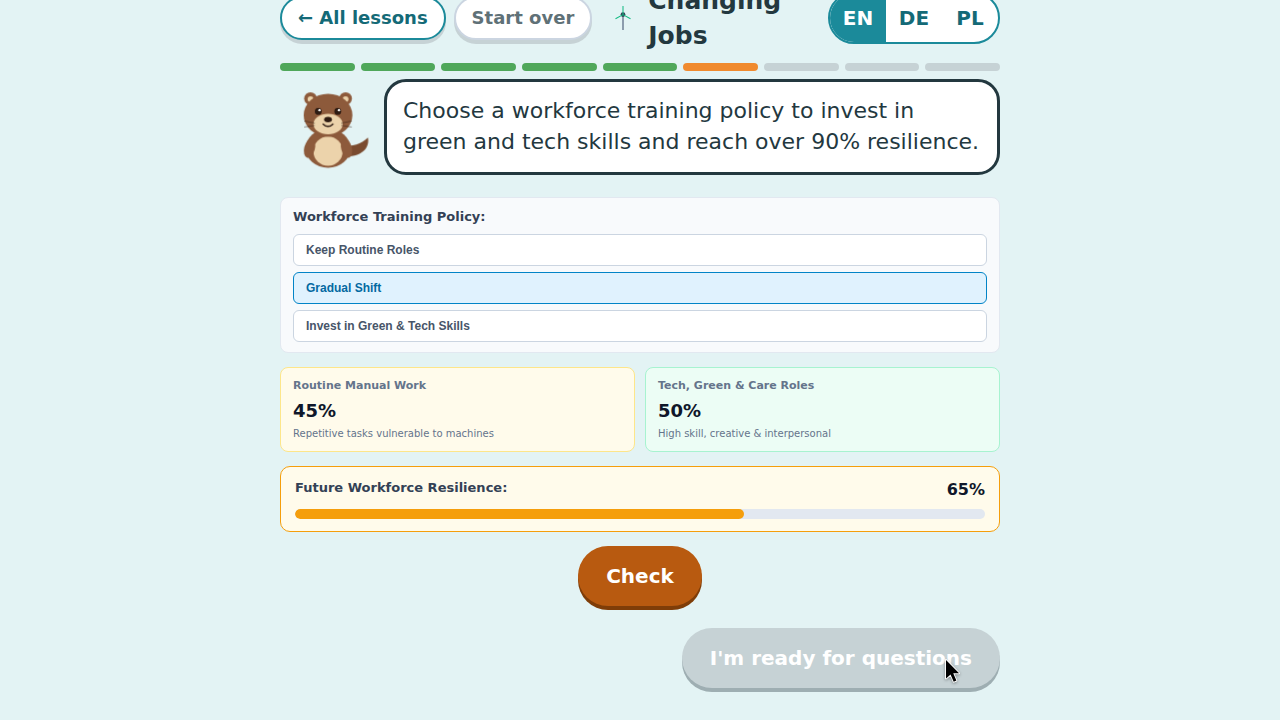 ← All lessons
Start over
Changing
Jobs
EN DE PL
Choose a workforce training policy to invest in
green and tech skills and reach over 90% resilience.
Workforce Training Policy:
Keep Routine Roles
Gradual Shift
Invest in Green & Tech Skills
Routine Manual Work
45%
Repetitive tasks vulnerable to machines
Tech, Green & Care Roles
50%
High skill, creative & interpersonal
Future Workforce Resilience:
65%
Check
I'm ready for questions